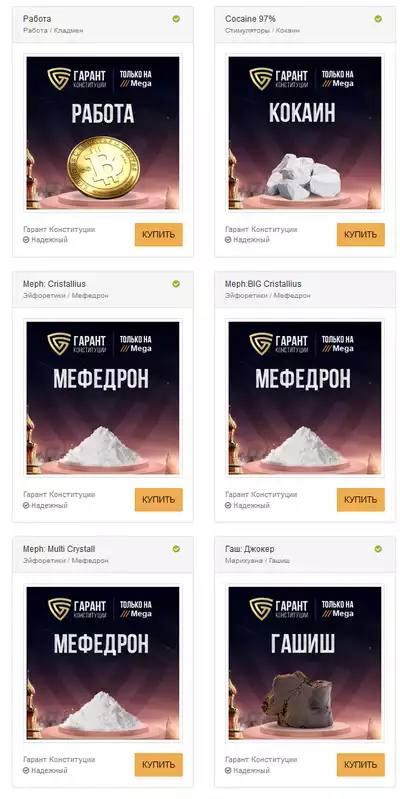 Работа
Работа / Кладмен
ГАРАНТ
КОНСТИТУЦИИ
ТОЛЬКО НА
Mega
РАБОТА
Гарант Конституции
Надежный
КУПИТЬ
Cocaine 97%
Стимуляторы / Кокаин
ГАРАНТ
КОНСТИТУЦИИ
ТОЛЬКО НА
Mega
КОКАИН
Гарант Конституции
Надежный
КУПИТЬ
Meph: Cristallius
Эйфоретики / Мефедрон
ГАРАНТ
КОНСТИТУЦИИ
ТОЛЬКО НА
Mega
МЕФЕДРОН
Гарант Конституции
Надежный
КУПИТЬ
Meph:BIG Cristallius
Эйфоретики / Мефедрон
ГАРАНТ
КОНСТИТУЦИИ
ТОЛЬКО НА
Mega
МЕФЕДРОН
Гарант Конституции
Надежный
КУПИТЬ
Meph: Multi Crystall
Эйфоретики / Мефедрон
ГАРАНТ
КОНСТИТУЦИИ
ТОЛЬКО НА
Mega
МЕФЕДРОН
Гарант Конституции
Надежный
КУПИТЬ
Гаш: Джокер
Марихуана / Гашиш
ГАРАНТ
КОНСТИТУЦИИ
ТОЛЬКО НА
Mega
ГАШИШ
Гарант Конституции
Надежный
КУПИТЬ